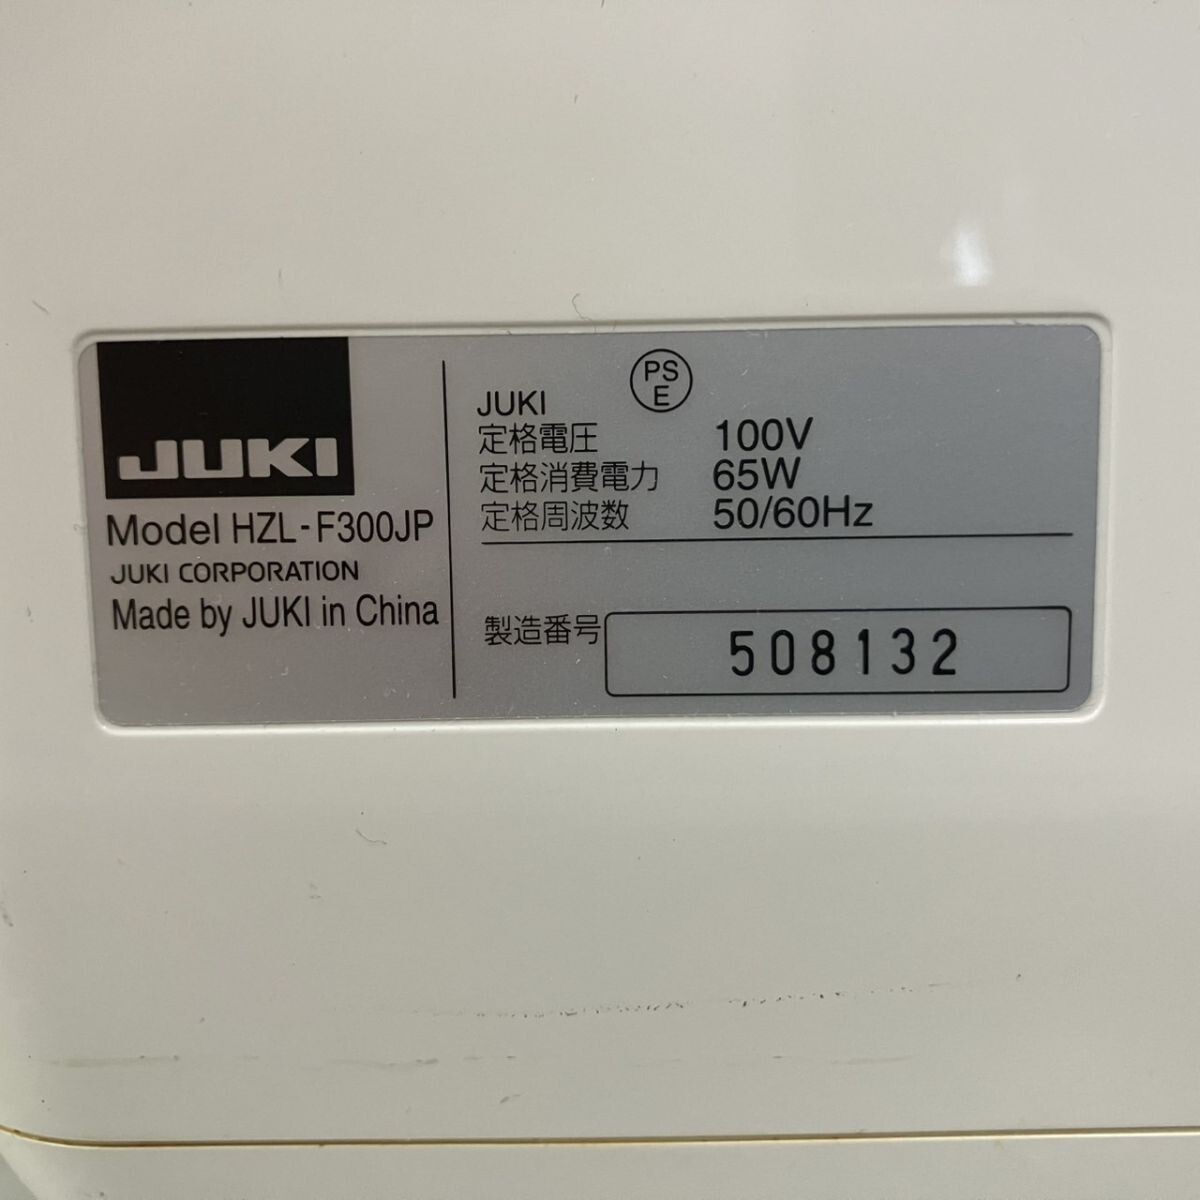 JUKI
Model HZL-F300JP
JUKI CORPORATION
Made by JUKI in China
PS
E
JUKI
定格電圧 100V
定格消費電力 65W
定格周波数 50/60Hz
製造番号 508132